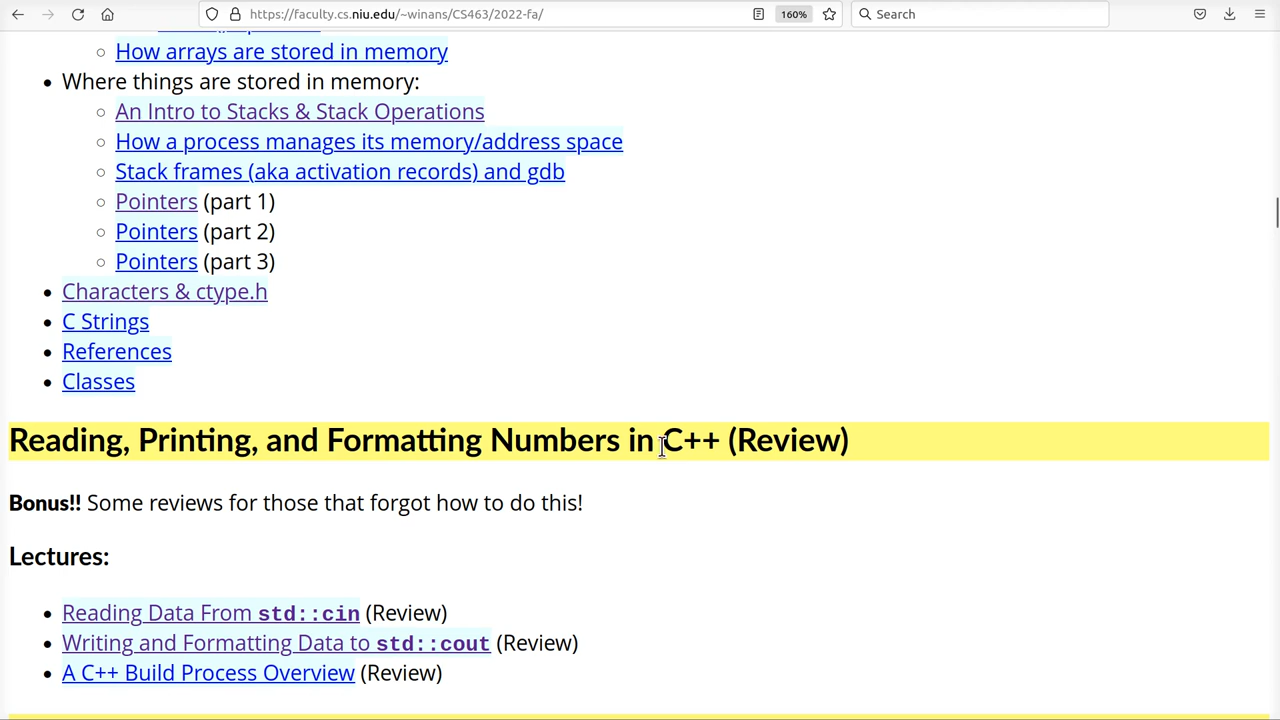 https://faculty.cs.niu.edu/~winans/CS463/2022-fa/
160%
Search
How arrays are stored in memory
Where things are stored in memory:
An Intro to Stacks & Stack Operations
How a process manages its memory/address space
Stack frames (aka activation records) and gdb
Pointers (part 1)
Pointers (part 2)
Pointers (part 3)
Characters & ctype.h
C Strings
References
Classes
Reading, Printing, and Formatting Numbers in C++ (Review)
Bonus!! Some reviews for those that forgot how to do this!
Lectures:
Reading Data From std::cin (Review)
Writing and Formatting Data to std::cout (Review)
A C++ Build Process Overview (Review)